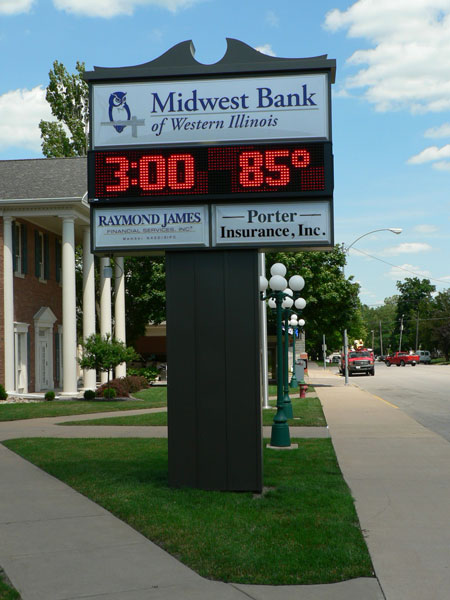 Midwest Bank
of Western Illinois
3:00 85°
RAYMOND JAMES
FINANCIAL SERVICES, INC.
Porter
Insurance, Inc.